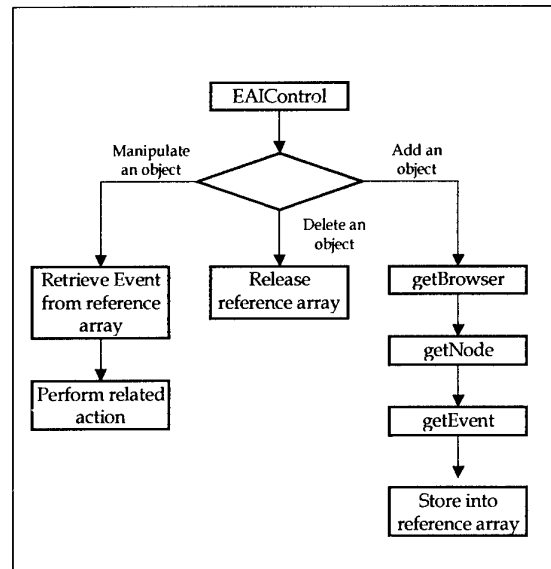 EAIControl
Manipulate
an object
Add an
object
Delete an
object
Retrieve Event
from reference
array
Release
reference array
getBrowser
getNode
Perform related
action
getEvent
Store into
reference array